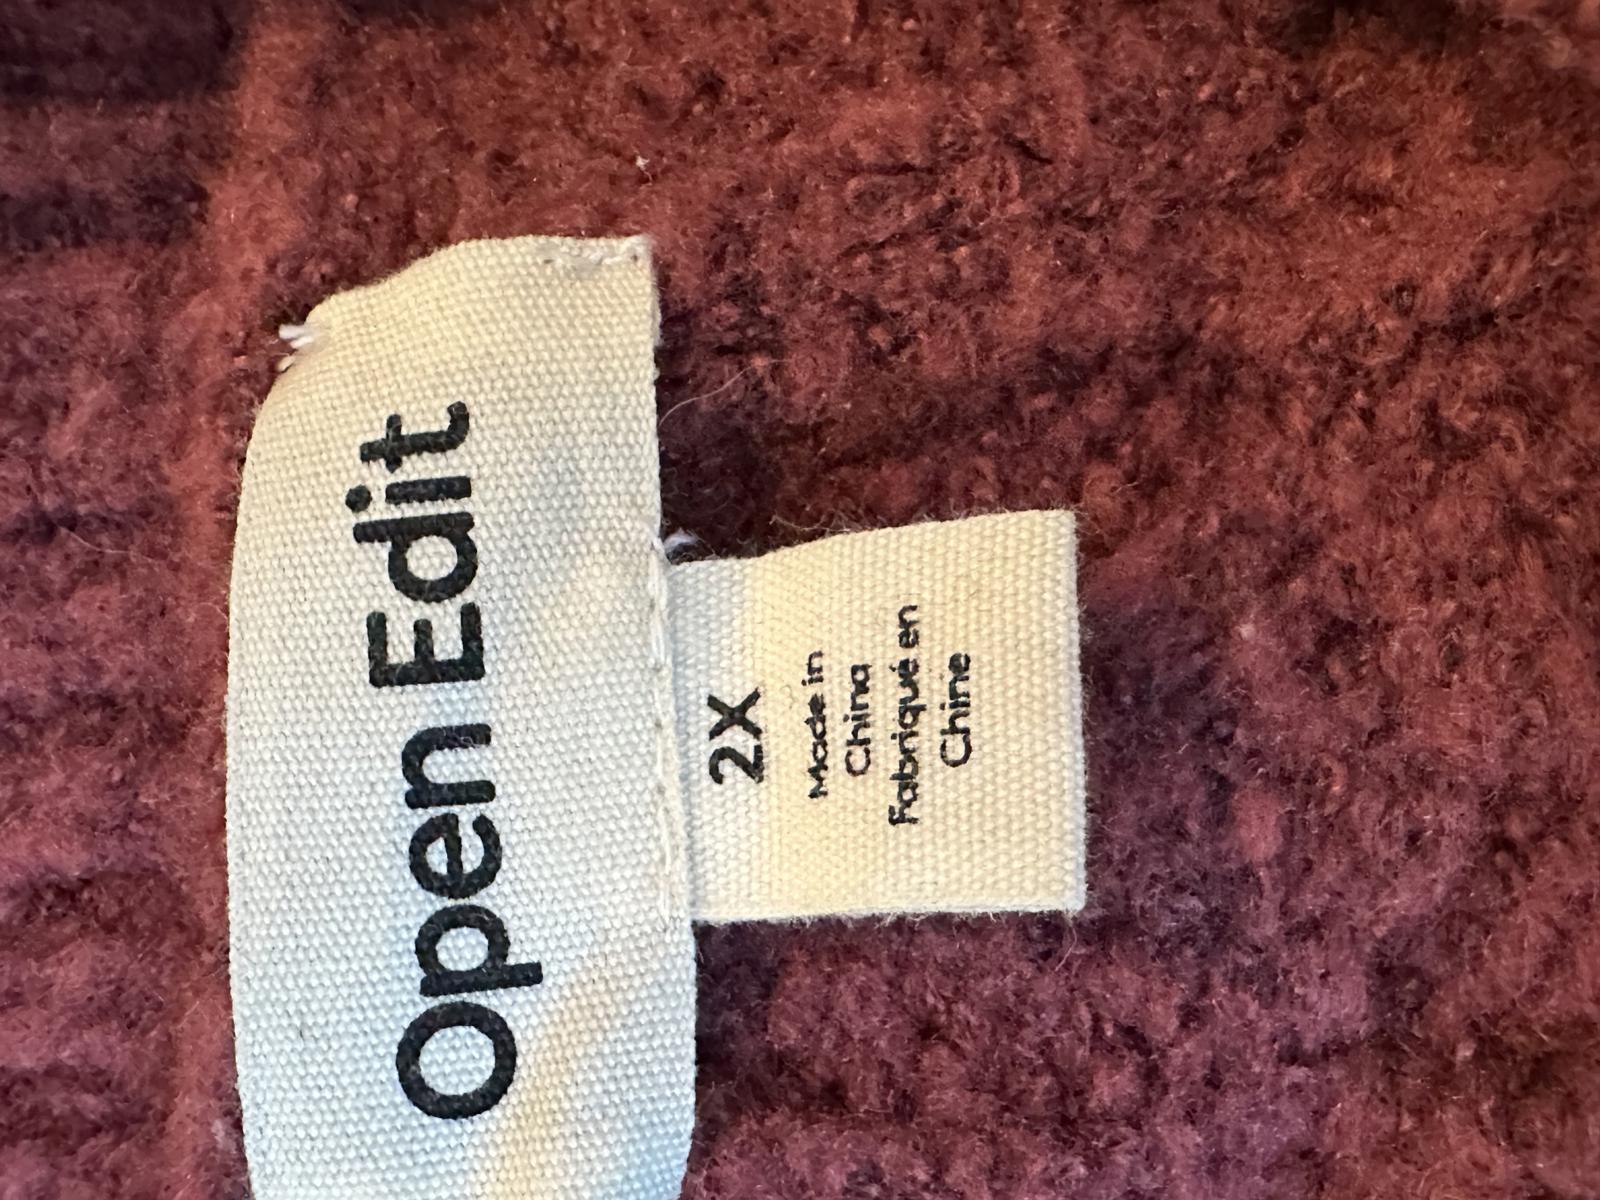 Open Edit
2X
Made in
China
Fabriqué en
Chine